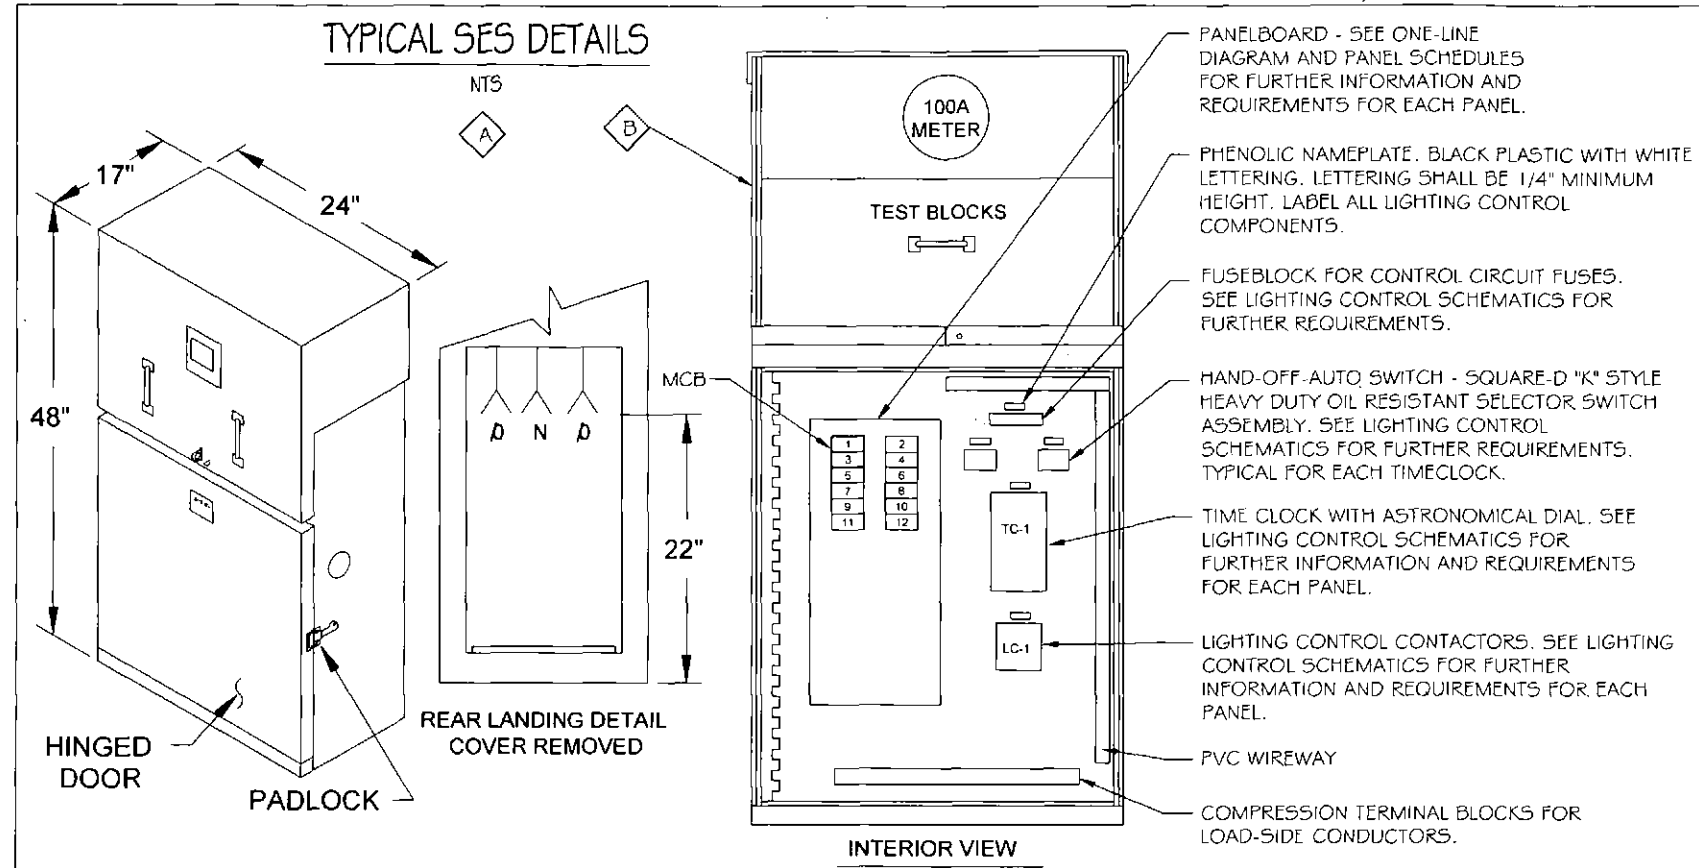 TYPICAL SES DETAILS
NTS
A
B
17"
24"
48"
HINGED
DOOR
PADLOCK
Ø N Ø
22"
REAR LANDING DETAIL
COVER REMOVED
100A
METER
TEST BLOCKS
MCB
1 2
3 4
5 6
7 8
9 10
11 12
TC-1
LC-1
INTERIOR VIEW
PANELBOARD - SEE ONE-LINE
DIAGRAM AND PANEL SCHEDULES
FOR FURTHER INFORMATION AND
REQUIREMENTS FOR EACH PANEL.
PHENOLIC NAMEPLATE. BLACK PLASTIC WITH WHITE
LETTERING. LETTERING SHALL BE 1/4" MINIMUM
HEIGHT. LABEL ALL LIGHTING CONTROL
COMPONENTS.
FUSEBLOCK FOR CONTROL CIRCUIT FUSES.
SEE LIGHTING CONTROL SCHEMATICS FOR
FURTHER REQUIREMENTS.
HAND-OFF-AUTO SWITCH - SQUARE-D "K" STYLE
HEAVY DUTY OIL RESISTANT SELECTOR SWITCH
ASSEMBLY. SEE LIGHTING CONTROL
SCHEMATICS FOR FURTHER REQUIREMENTS.
TYPICAL FOR EACH TIMECLOCK.
TIME CLOCK WITH ASTRONOMICAL DIAL. SEE
LIGHTING CONTROL SCHEMATICS FOR
FURTHER INFORMATION AND REQUIREMENTS
FOR EACH PANEL.
LIGHTING CONTROL CONTACTORS. SEE LIGHTING
CONTROL SCHEMATICS FOR FURTHER
INFORMATION AND REQUIREMENTS FOR EACH
PANEL.
PVC WIREWAY
COMPRESSION TERMINAL BLOCKS FOR
LOAD-SIDE CONDUCTORS.